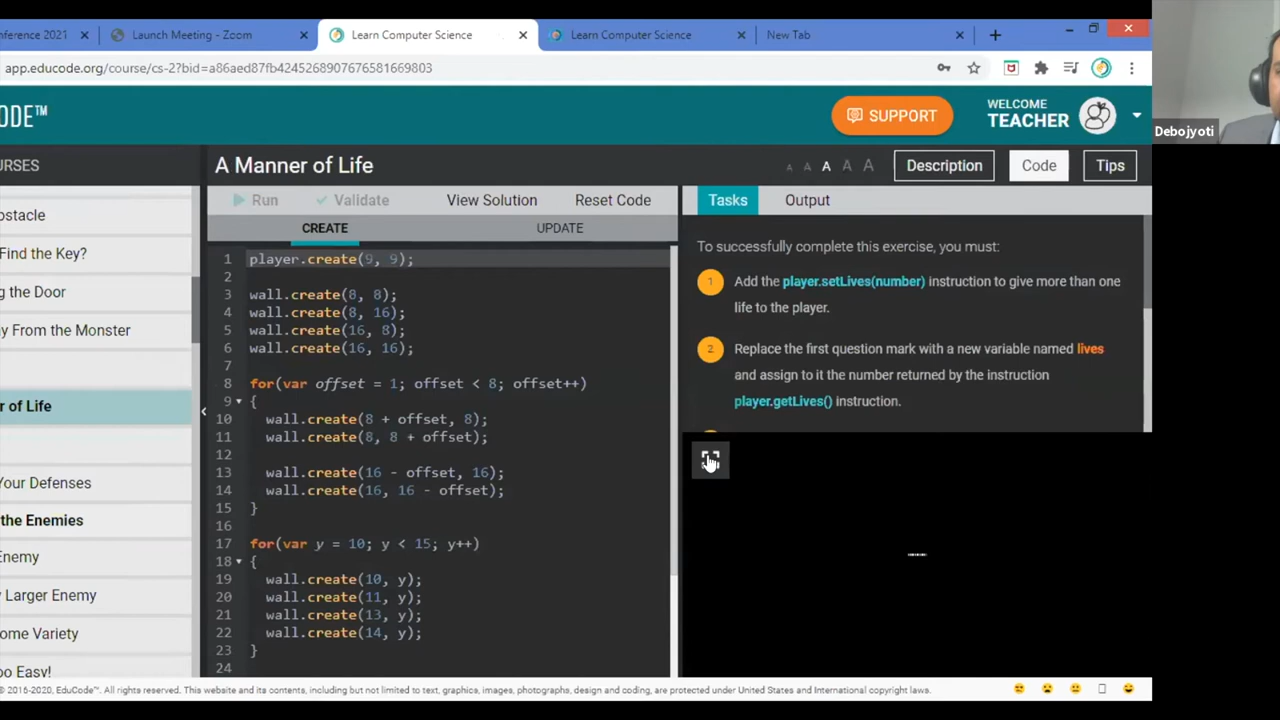 nference 2021
Launch Meeting - Zoom
Learn Computer Science
Learn Computer Science
New Tab
app.educode.org/course/cs-2?bid=a86aed87fb4245268907676581669803
ODE™
SUPPORT
WELCOME
TEACHER
Debojyoti
URSES
A Manner of Life
A A A A A
Description
Code
Tips
ostacle
Find the Key?
g the Door
ay From the Monster
r of Life
Your Defenses
the Enemies
Enemy
y Larger Enemy
ome Variety
oo Easy!
Run
Validate
View Solution
Reset Code
CREATE
UPDATE
1 player.create(9, 9);
2
3 wall.create(8, 8);
4 wall.create(8, 16);
5 wall.create(16, 8);
6 wall.create(16, 16);
7
8 for(var offset = 1; offset < 8; offset++)
9 {
10 wall.create(8 + offset, 8);
11 wall.create(8, 8 + offset);
12
13 wall.create(16 - offset, 16);
14 wall.create(16, 16 - offset);
15 }
16
17 for(var y = 10; y < 15; y++)
18 {
19 wall.create(10, y);
20 wall.create(11, y);
21 wall.create(13, y);
22 wall.create(14, y);
23 }
24
Tasks
Output
To successfully complete this exercise, you must:
1 Add the player.setLives(number) instruction to give more than one
life to the player.
2 Replace the first question mark with a new variable named lives
and assign to it the number returned by the instruction
player.getLives() instruction.
© 2016-2020, EduCode™. All rights reserved. This website and its contents, including but not limited to text, graphics, images, photographs, design and coding, are protected under United States and International copyright laws.